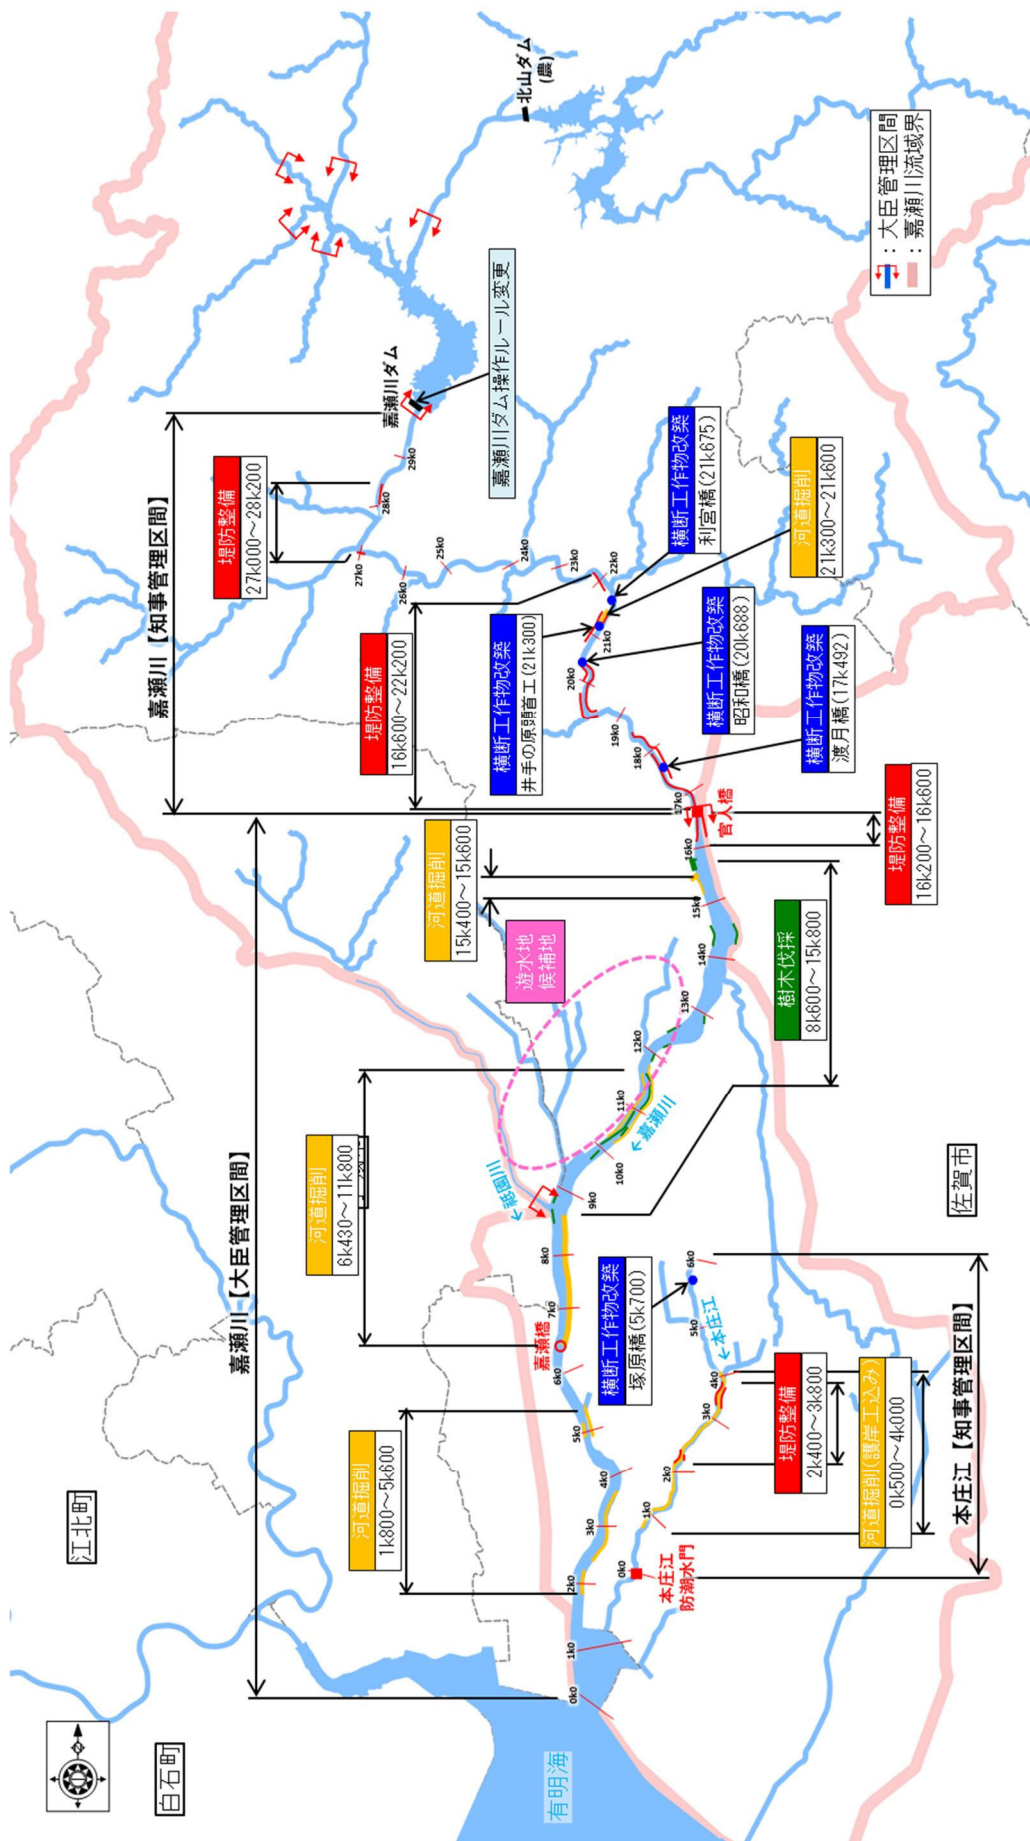 嘉瀬川【大臣管理区間】
嘉瀬川【知事管理区間】
白石町
江北町
佐賀市
有明海
河道掘削
1k800～5k600
河道掘削
6k430～11k800
遊水地
候補地
河道掘削
15k400～15k600
堤防整備
16k600～22k200
堤防整備
27k000～28k200
嘉瀬川ダム
嘉瀬川ダム操作ルール変更
北山ダム
(農)
横断工作物改築
井手の原頭首工(21k300)
横断工作物改築
利宮橋(21k675)
河道掘削
21k300～21k600
横断工作物改築
昭和橋(20k688)
横断工作物改築
渡月橋(17k492)
官人橋
堤防整備
16k200～16k600
樹木伐採
8k600～15k800
←祇園川
←嘉瀬川
嘉瀬橋
横断工作物改築
塚原橋(5k700)
←本庄江
本庄江
防潮水門
堤防整備
2k400～3k800
河道掘削(護岸工込み)
0k500～4k000
本庄江【知事管理区間】
0k0
1k0
2k0
3k0
4k0
5k0
6k0
7k0
8k0
9k0
10k0
11k0
12k0
13k0
14k0
15k0
16k0
17k0
18k0
19k0
20k0
21k0
22k0
23k0
24k0
25k0
26k0
27k0
28k0
29k0
0k0
1k0
2k0
3k0
4k0
5k0
6k0
：大臣管理区間
：嘉瀬川流域界